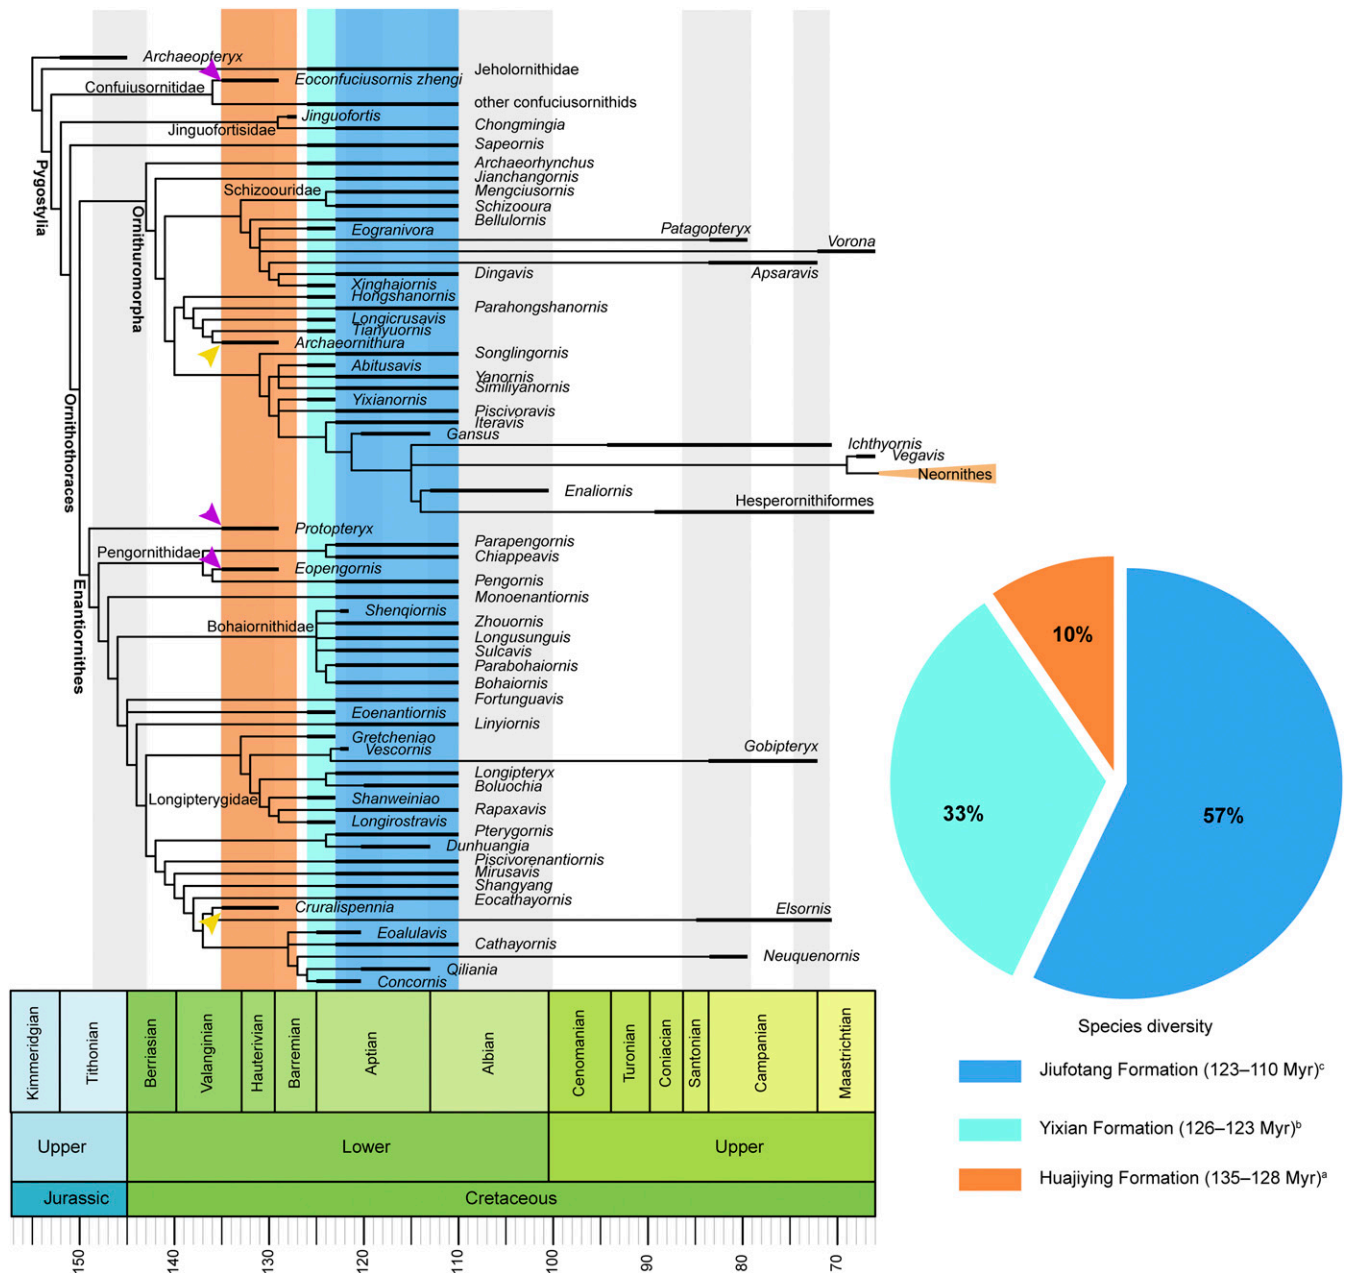 Archaeopteryx
Jeholornithidae
Eoconfuciusornis zhengi
Confuiusornitidae
other confuciusornithids
Jinguofortis
Chongmingia
Jinguofortisidae
Sapeornis
Pygostylia
Archaeorhynchus
Jianchangornis
Schizoouridae
Mengciusornis
Schizooura
Ornithuromorpha
Bellulornis
Eogranivora
Patagopteryx
Vorona
Apsaravis
Dingavis
Xinghaiornis
Hongshanornis
Parahongshanornis
Longicrusavis
Tianyuornis
Archaeornithura
Songlingornis
Abitusavis
Yanornis
Similiyanornis
Yixianornis
Piscivoravis
Iteravis
Gansus
Ornithothoraces
Ichthyornis
Vegavis
Neornithes
Enaliornis
Hesperornithiformes
Protopteryx
Parapengornis
Pengornithidae
Chiappeavis
Eopengornis
Pengornis
Enantiornithes
Monoenantiornis
Shenqiornis
Bohaiornithidae
Zhouornis
Longusunguis
Sulcavis
Parabohaiornis
Bohaiornis
Fortunguavis
Eoenantiornis
Linyiornis
Gretcheniao
Vescornis
Gobipteryx
Longipteryx
Boluochia
Longipterygidae
Shanweiniao
Rapaxavis
Longirostravis
Pterygornis
Dunhuangia
Piscivorenantiornis
Mirusavis
Shangyang
Eocathayornis
Cruralispennia
Elsornis
Eoalulavis
Cathayornis
Neuquenornis
Qiliania
Concornis
Kimmeridgian
Tithonian
Berriasian
Valanginian
Hauterivian
Barremian
Aptian
Albian
Cenomanian
Turonian
Coniacian
Santonian
Campanian
Maastrichtian
Upper
Lower
Upper
Jurassic
Cretaceous
150
140
130
120
110
100
90
80
70
10%
33%
57%
Species diversity
Jiufotang Formation (123–110 Myr)ᶜ
Yixian Formation (126–123 Myr)ᵇ
Huajiying Formation (135–128 Myr)ᵃ